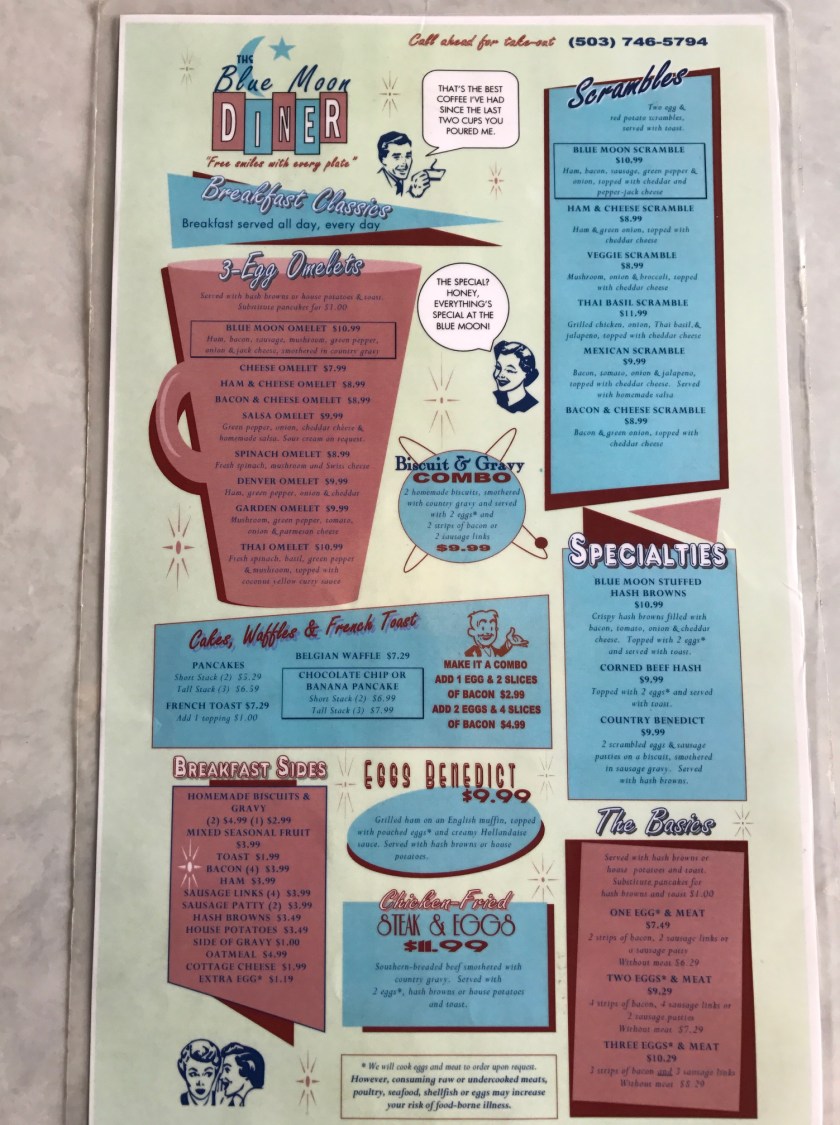 Call ahead for take-out (503) 746-5794
THE
Blue Moon
DINER
"Free smiles with every plate"
THAT'S THE BEST
COFFEE I'VE HAD
SINCE THE LAST
TWO CUPS YOU
POURED ME.
Breakfast Classics
Breakfast served all day, every day
3-Egg Omelets
Served with hash browns or house potatoes & toast.
Substitute pancakes for $1.00
BLUE MOON OMELET $10.99
Ham, bacon, sausage, mushroom, green pepper,
onion & jack cheese, smothered in country gravy
CHEESE OMELET $7.99
HAM & CHEESE OMELET $8.99
BACON & CHEESE OMELET $8.99
SALSA OMELET $9.99
Green pepper, onion, cheddar cheese &
homemade salsa. Sour cream on request.
SPINACH OMELET $8.99
Fresh spinach, mushroom and Swiss cheese
DENVER OMELET $9.99
Ham, green pepper, onion & cheddar
GARDEN OMELET $9.99
Mushroom, green pepper, tomato,
onion & parmesan cheese
THAI OMELET $10.99
Fresh spinach, basil, green pepper
& mushroom, topped with
coconut yellow curry sauce
THE SPECIAL?
HONEY,
EVERYTHING'S
SPECIAL AT THE
BLUE MOON!
Biscuit & Gravy
COMBO
2 homemade biscuits, smothered
with country gravy and served
with 2 eggs* and
2 strips of bacon or
2 sausage links
$9.99
Scrambles
Two egg &
red potato scrambles,
served with toast.
BLUE MOON SCRAMBLE
$10.99
Ham, bacon, sausage, green pepper &
onion, topped with cheddar and
pepper-jack cheese
HAM & CHEESE SCRAMBLE
$8.99
Ham & green onion, topped with
cheddar cheese
VEGGIE SCRAMBLE
$8.99
Mushroom, onion & broccoli, topped
with cheddar cheese
THAI BASIL SCRAMBLE
$11.99
Grilled chicken, onion, Thai basil, &
jalapeno, topped with cheddar cheese
MEXICAN SCRAMBLE
$9.99
Bacon, tomato, onion & jalapeno,
topped with cheddar cheese. Served
with homemade salsa
BACON & CHEESE SCRAMBLE
$8.99
Bacon & green onion, topped with
cheddar cheese
SPECIALTIES
BLUE MOON STUFFED
HASH BROWNS
$10.99
Crispy hash browns filled with
bacon, tomato, onion & cheddar
cheese. Topped with 2 eggs*
and served with toast.
CORNED BEEF HASH
$9.99
Topped with 2 eggs* and served
with toast.
COUNTRY BENEDICT
$9.99
2 scrambled eggs & sausage
patties on a biscuit, smothered
in sausage gravy. Served
with hash browns.
Cakes, Waffles & French Toast
PANCAKES
Short Stack (2) $5.29
Tall Stack (3) $6.59
FRENCH TOAST $7.29
Add 1 topping $1.00
BELGIAN WAFFLE $7.29
CHOCOLATE CHIP OR
BANANA PANCAKE
Short Stack (2) $6.99
Tall Stack (3) $7.99
MAKE IT A COMBO
ADD 1 EGG & 2 SLICES
OF BACON $2.99
ADD 2 EGGS & 4 SLICES
OF BACON $4.99
BREAKFAST SIDES
HOMEMADE BISCUITS &
GRAVY
(2) $4.99 (1) $2.99
MIXED SEASONAL FRUIT
$3.99
TOAST $1.99
BACON (4) $3.99
HAM $3.99
SAUSAGE LINKS (4) $3.99
SAUSAGE PATTY (2) $3.99
HASH BROWNS $3.49
HOUSE POTATOES $3.49
SIDE OF GRAVY $1.00
OATMEAL $4.99
COTTAGE CHEESE $1.99
EXTRA EGG* $1.19
EGGS BENEDICT
$9.99
Grilled ham on an English muffin, topped
with poached eggs* and creamy Hollandaise
sauce. Served with hash browns or house
potatoes.
Chicken-Fried
STEAK & EGGS
$11.99
Southern-breaded beef smothered with
country gravy. Served with
2 eggs*, hash browns or house potatoes
and toast.
The Basics
Served with hash browns or
house potatoes and toast.
Substitute pancakes for
hash browns and toast $1.00
ONE EGG* & MEAT
$7.49
2 strips of bacon, 2 sausage links or
a sausage patty
Without meat $6.29
TWO EGGS* & MEAT
$9.29
4 strips of bacon, 4 sausage links or
2 sausage patties
Without meat $7.29
THREE EGGS* & MEAT
$10.29
3 strips of bacon and 3 sausage links
Without meat $8.29
* We will cook eggs and meat to order upon request.
However, consuming raw or undercooked meats,
poultry, seafood, shellfish or eggs may increase
your risk of food-borne illness.